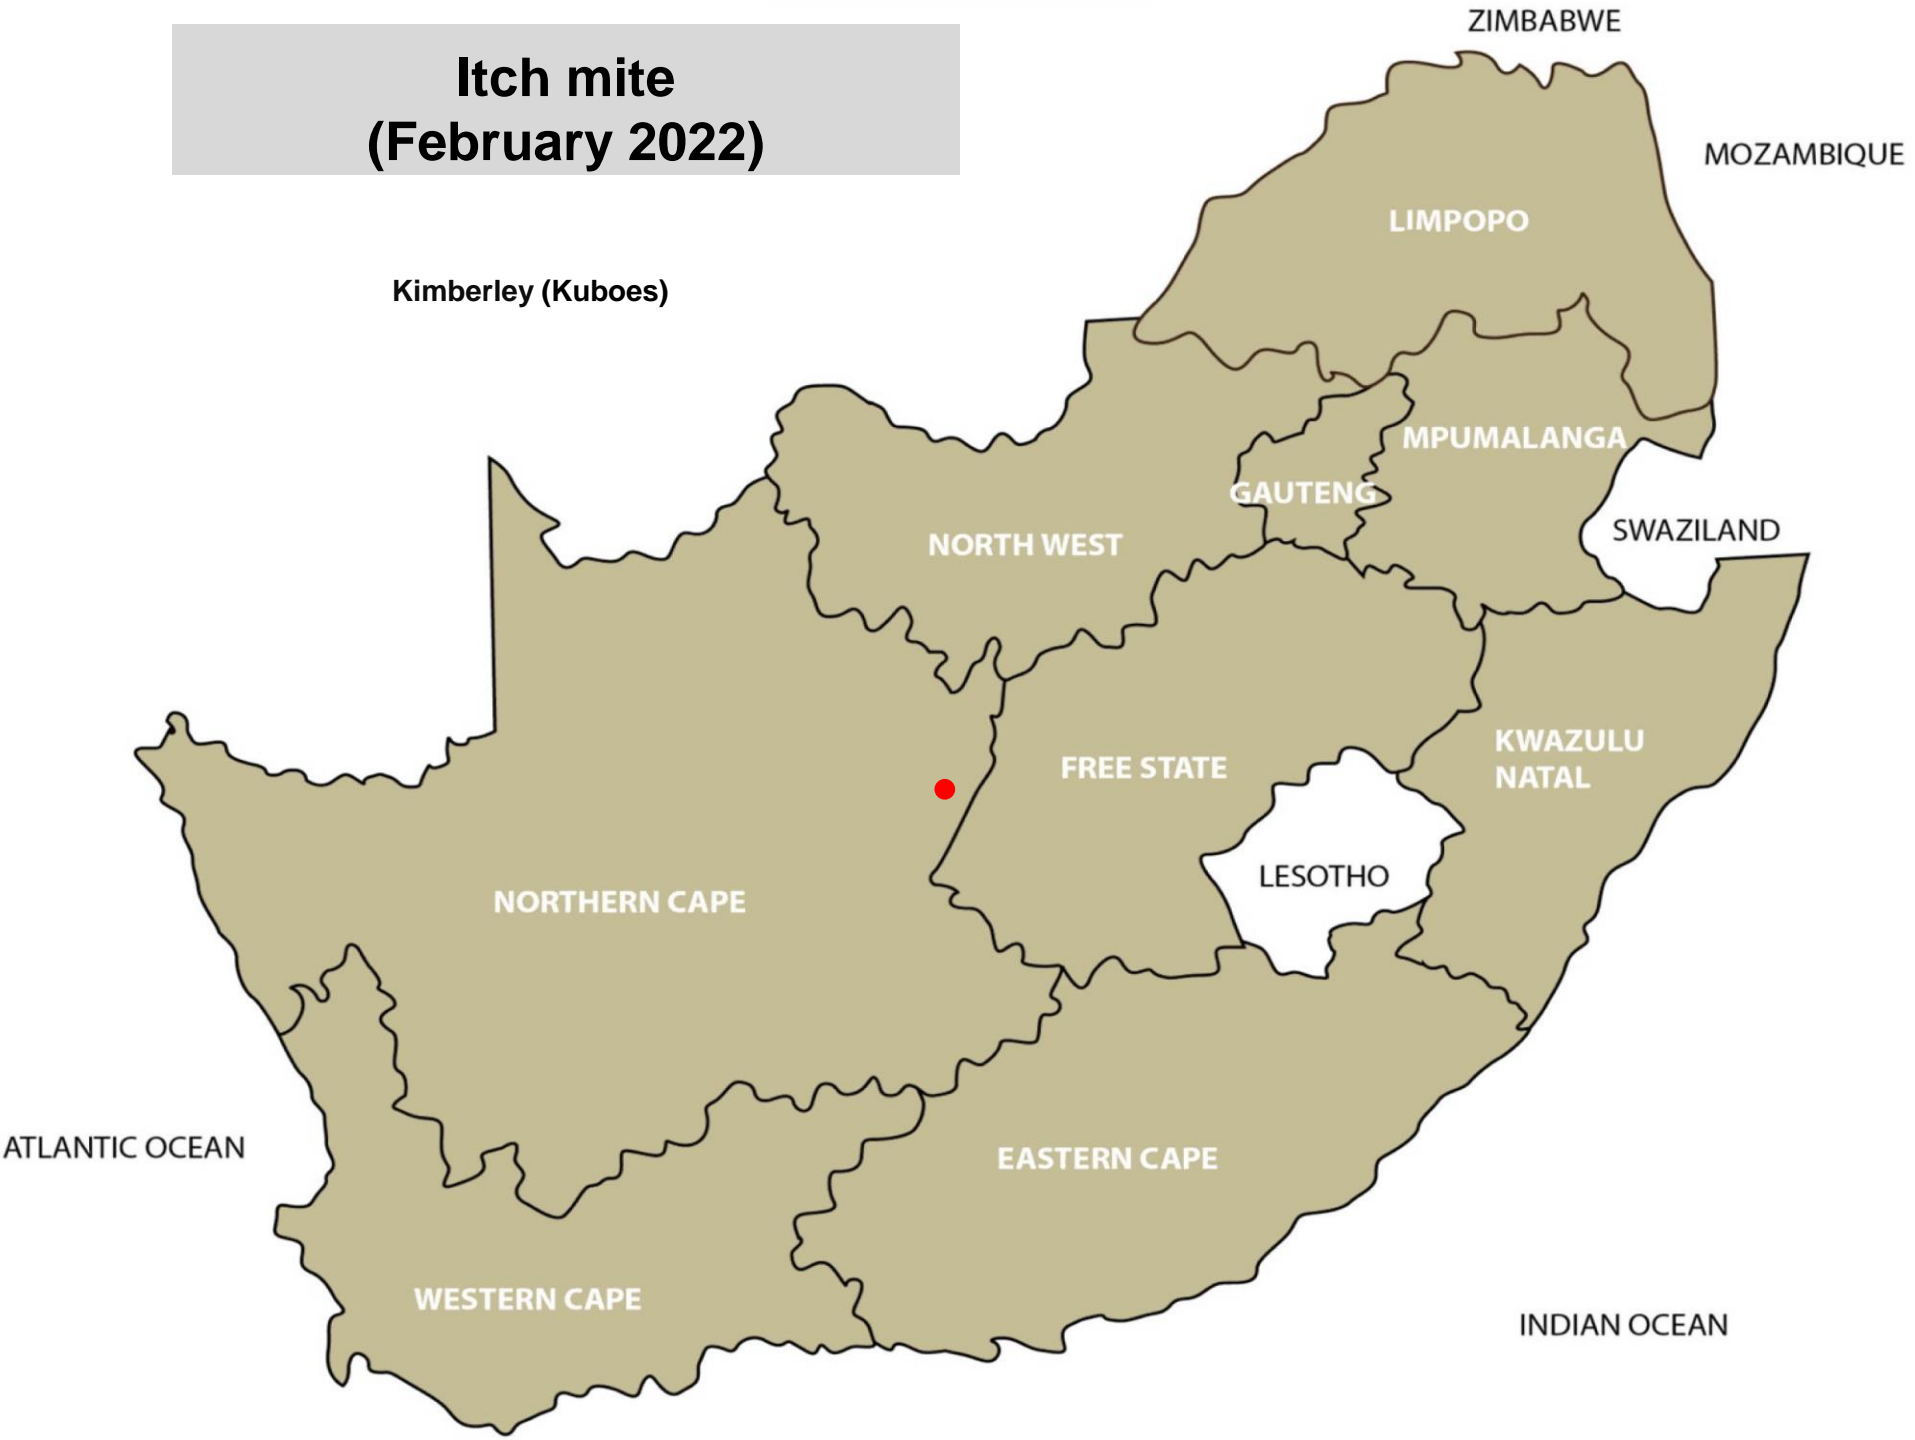 ZIMBABWE
Itch mite
(February 2022)
MOZAMBIQUE
LIMPOPO
Kimberley (Kuboes)
MPUMALANGA
GAUTENG
SWAZILAND
NORTH WEST
KWAZULU
NATAL
FREE STATE
LESOTHO
NORTHERN CAPE
ATLANTIC OCEAN
EASTERN CAPE
WESTERN CAPE
INDIAN OCEAN